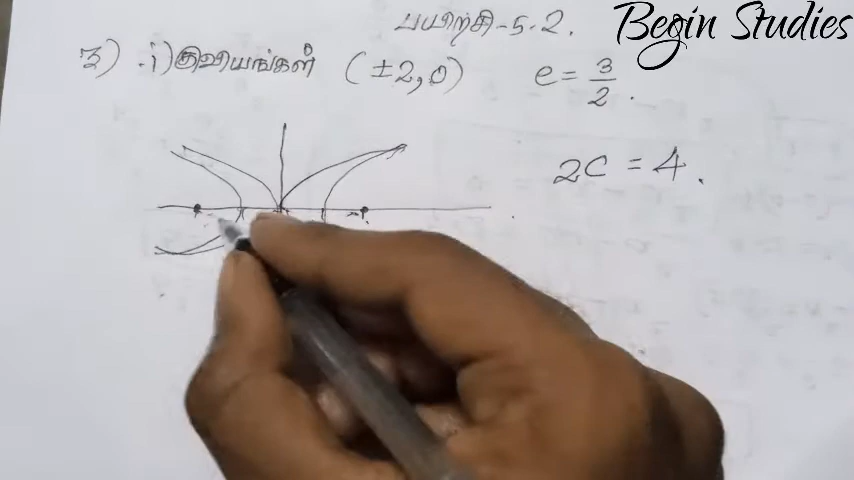 Begin Studies
பயிற்சி-5.2.
3) .i) குவியங்கள் (±2,0) e = 3/2 .
2c = 4 .